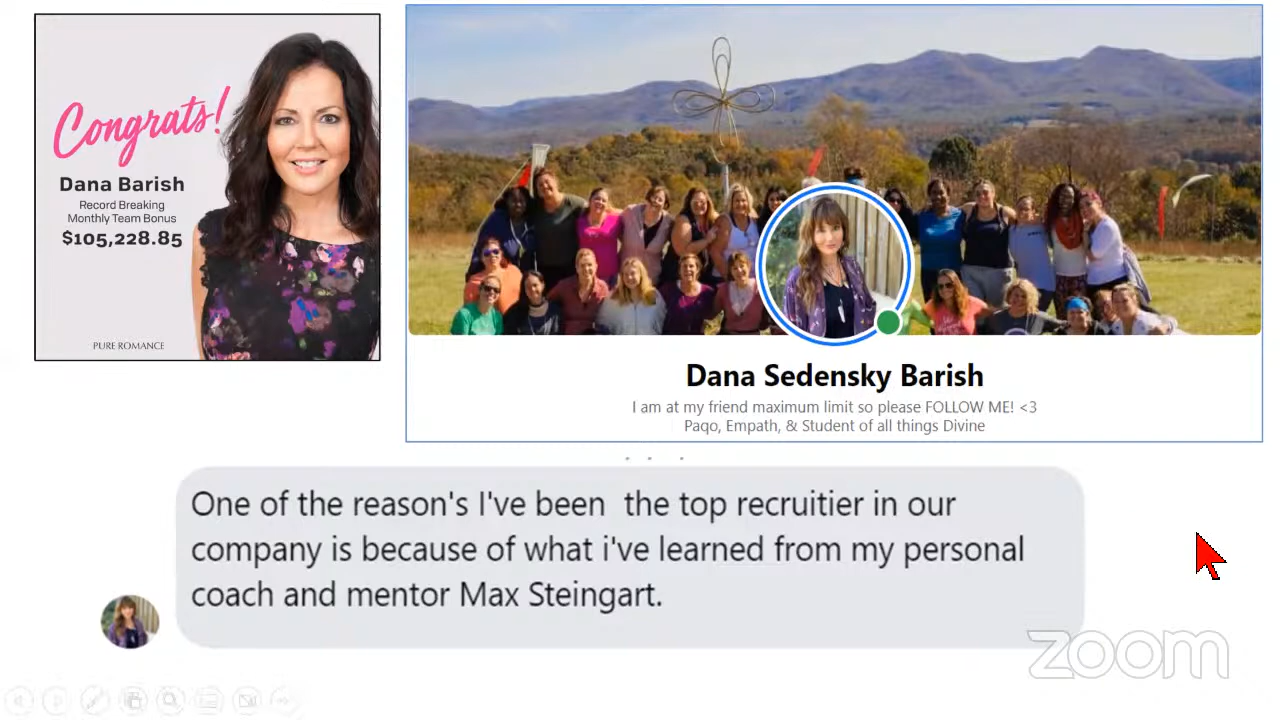 Congrats!
Dana Barish
Record Breaking
Monthly Team Bonus
$105,228.85
PURE ROMANCE
Dana Sedensky Barish
I am at my friend maximum limit so please FOLLOW ME! <3
Paqo, Empath, & Student of all things Divine
One of the reason's I've been  the top recruitier in our
company is because of what i've learned from my personal
coach and mentor Max Steingart.
zoom